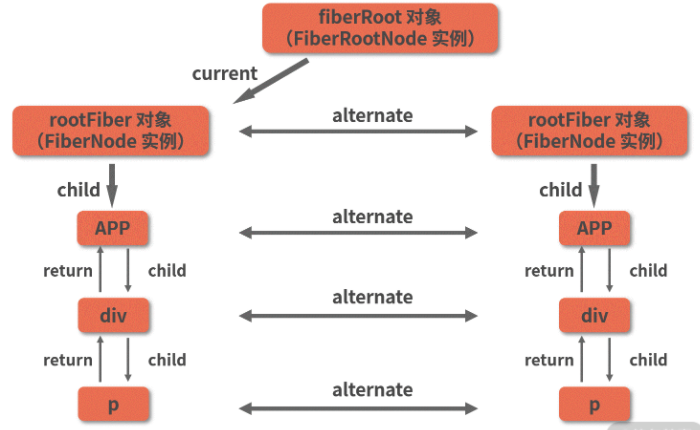 fiberRoot 对象
（FiberRootNode 实例）
current
rootFiber 对象
（FiberNode 实例）
alternate
rootFiber 对象
（FiberNode 实例）
child
child
APP
alternate
APP
return
child
return
child
div
alternate
div
return
child
return
child
p
alternate
p